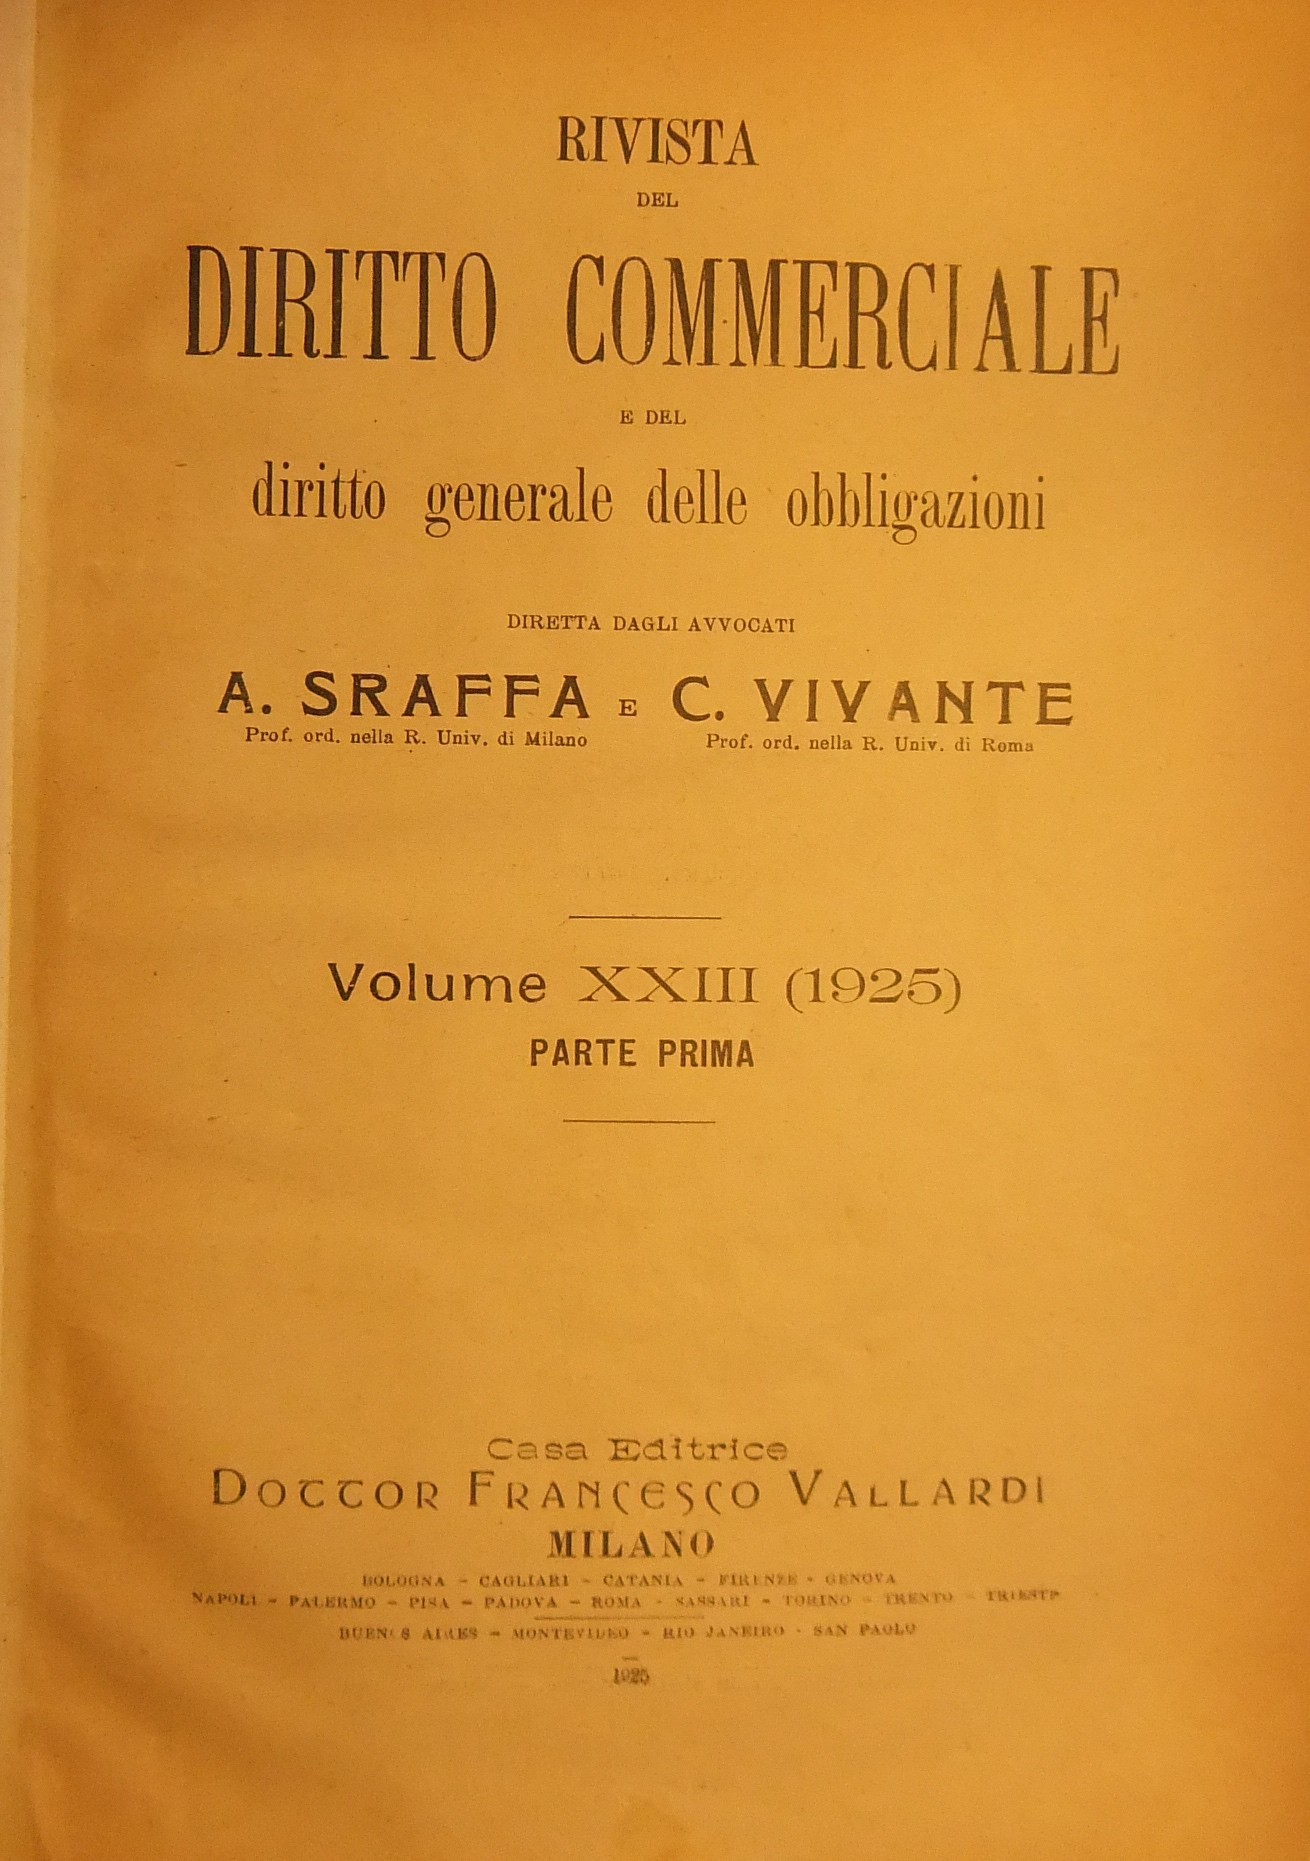 RIVISTA
DEL
DIRITTO COMMERCIALE
E DEL
diritto generale delle obbligazioni
DIRETTA DAGLI AVVOCATI
A. SRAFFA E C. VIVANTE
Prof. ord. nella R. Univ. di Milano Prof. ord. nella R. Univ. di Roma
Volume XXIII (1925)
PARTE PRIMA
Casa Editrice
DOTTOR FRANCESCO VALLARDI
MILANO
BOLOGNA - CAGLIARI - CATANIA - FIRENZE - GENOVA
NAPOLI - PALERMO - PISA - PADOVA - ROMA - SASSARI - TORINO - TRENTO - TRIESTE
BUENOS AIRES - MONTEVIDEO - RIO JANEIRO - SAN PAOLO
1925